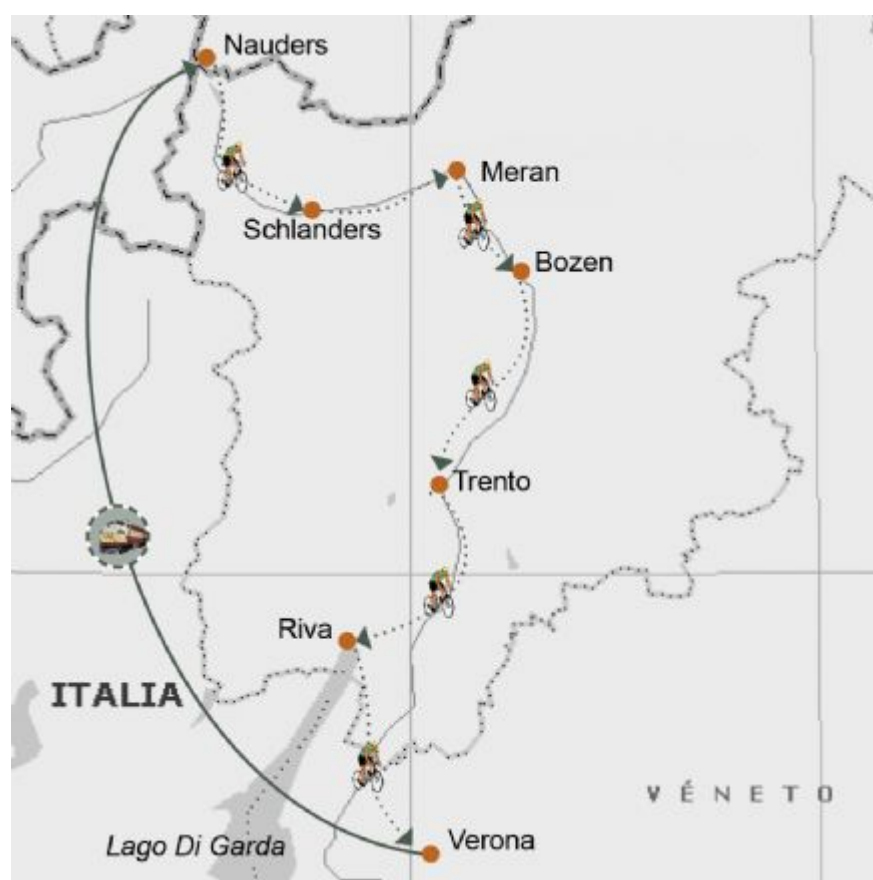 Nauders
Meran
Schlanders
Bozen
Trento
Riva
ITALIA
VÉNETO
Verona
Lago Di Garda